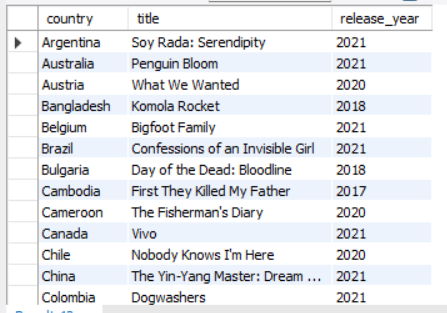 country title release_year
Argentina Soy Rada: Serendipity 2021
Australia Penguin Bloom 2021
Austria What We Wanted 2020
Bangladesh Komola Rocket 2018
Belgium Bigfoot Family 2021
Brazil Confessions of an Invisible Girl 2021
Bulgaria Day of the Dead: Bloodline 2018
Cambodia First They Killed My Father 2017
Cameroon The Fisherman's Diary 2020
Canada Vivo 2021
Chile Nobody Knows I'm Here 2020
China The Yin-Yang Master: Dream ... 2021
Colombia Dogwashers 2021